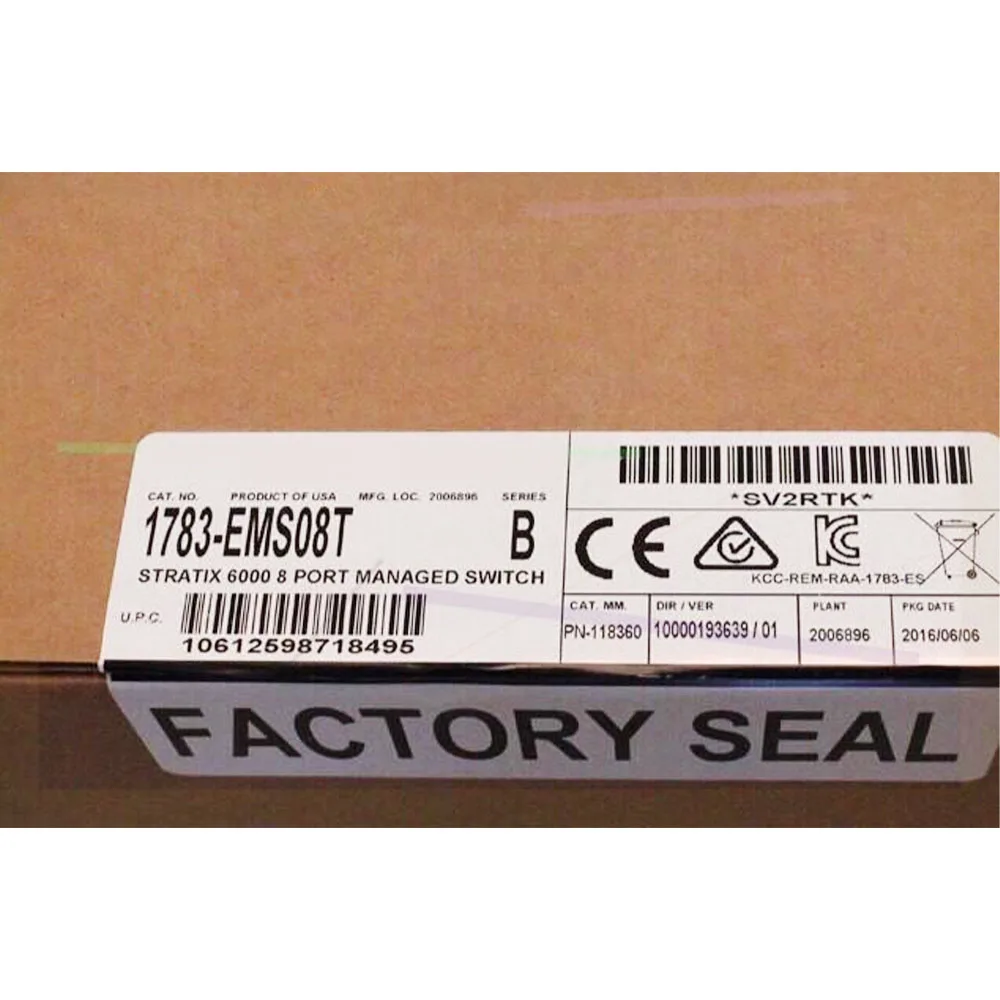 CAT. NO. PRODUCT OF USA MFG. LOC. 2006896 SERIES
1783-EMS08T B
STRATIX 6000 8 PORT MANAGED SWITCH
U.P.C.
10612598718495
*SV2RTK*
CE KC
KCC-REM-RAA-1783-ES
CAT. MM. DIR / VER PLANT PKG DATE
PN-118360 10000193639 / 01 2006896 2016/06/06
FACTORY SEAL